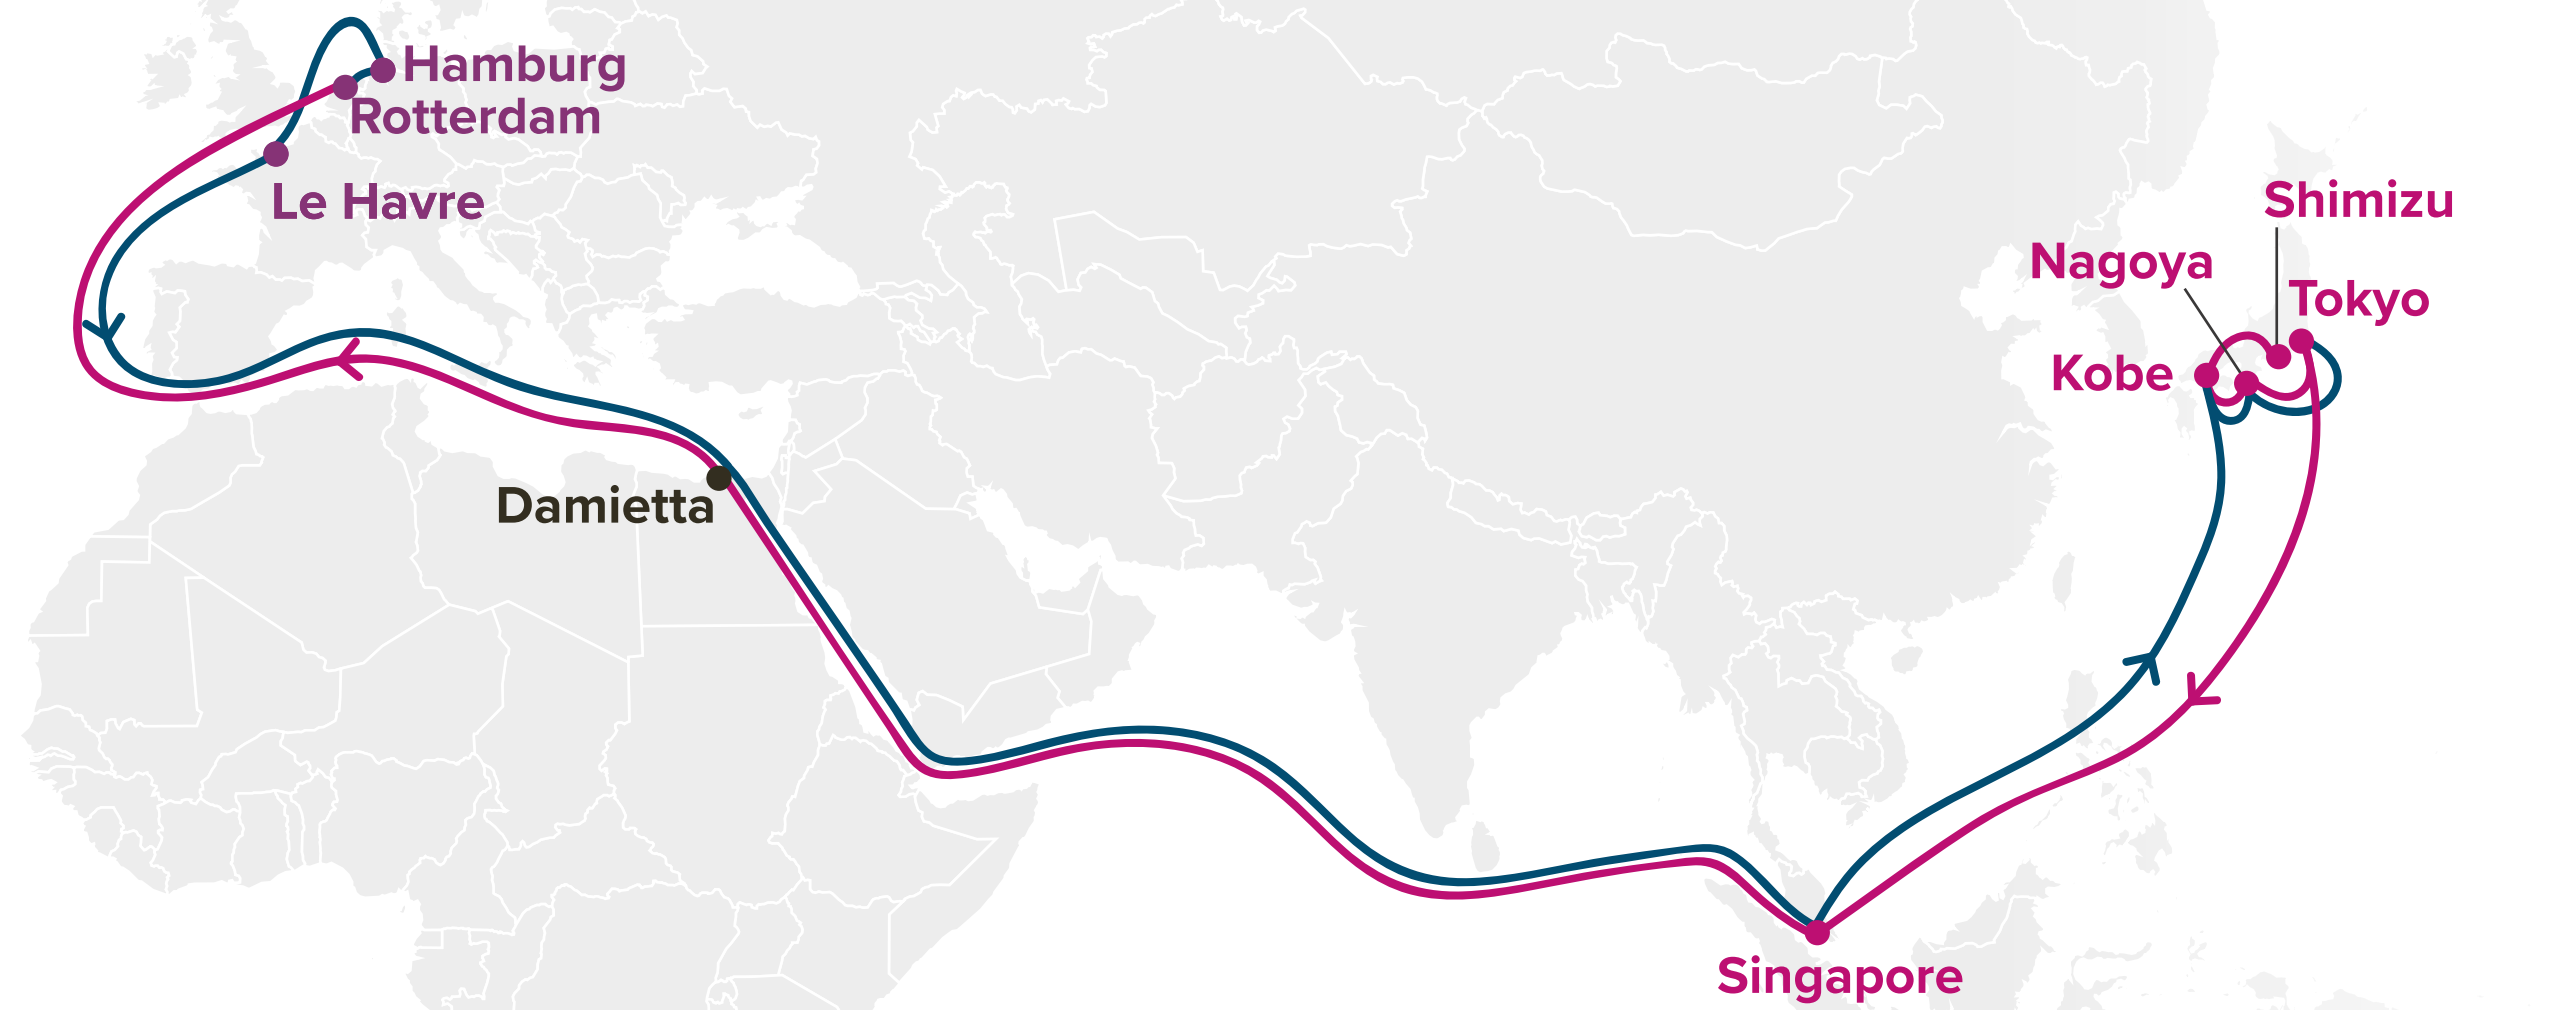 Hamburg
Rotterdam
Le Havre
Shimizu
Nagoya
Tokyo
Kobe
Damietta
Singapore